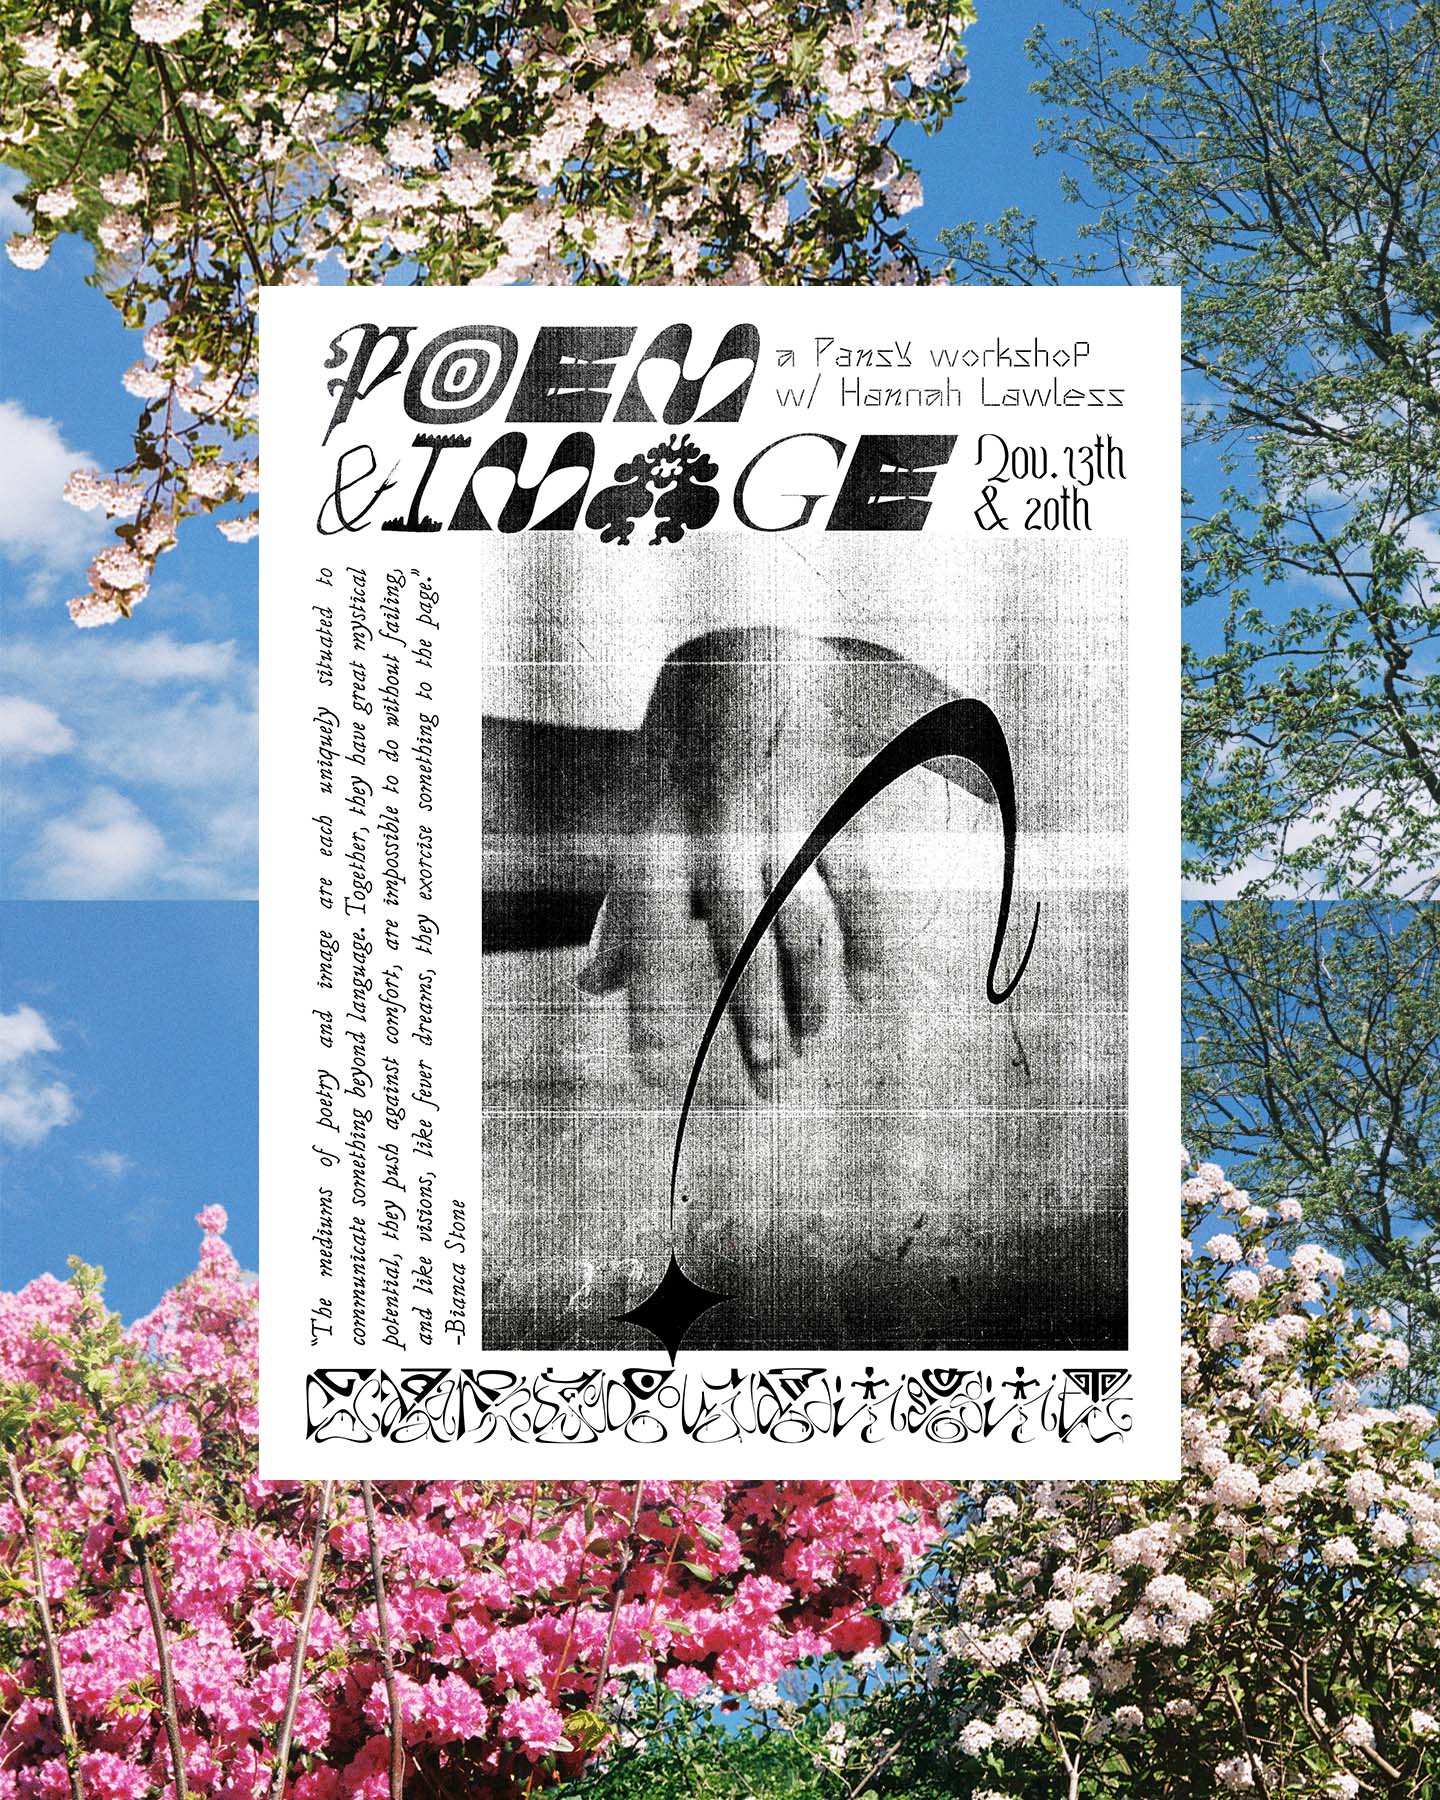 POEM
& IMAGE
a Pansy workshop
w/ Hannah Lawless
Nov. 13th
& 20th
“The mediums of poetry and image are each uniquely situated to
communicate something beyond language. Together, they have great mystical
potential, they push against comfort, are impossible to do without failing,
and like visions, like fever dreams, they exorcise something to the page.”
-Bianca Stone